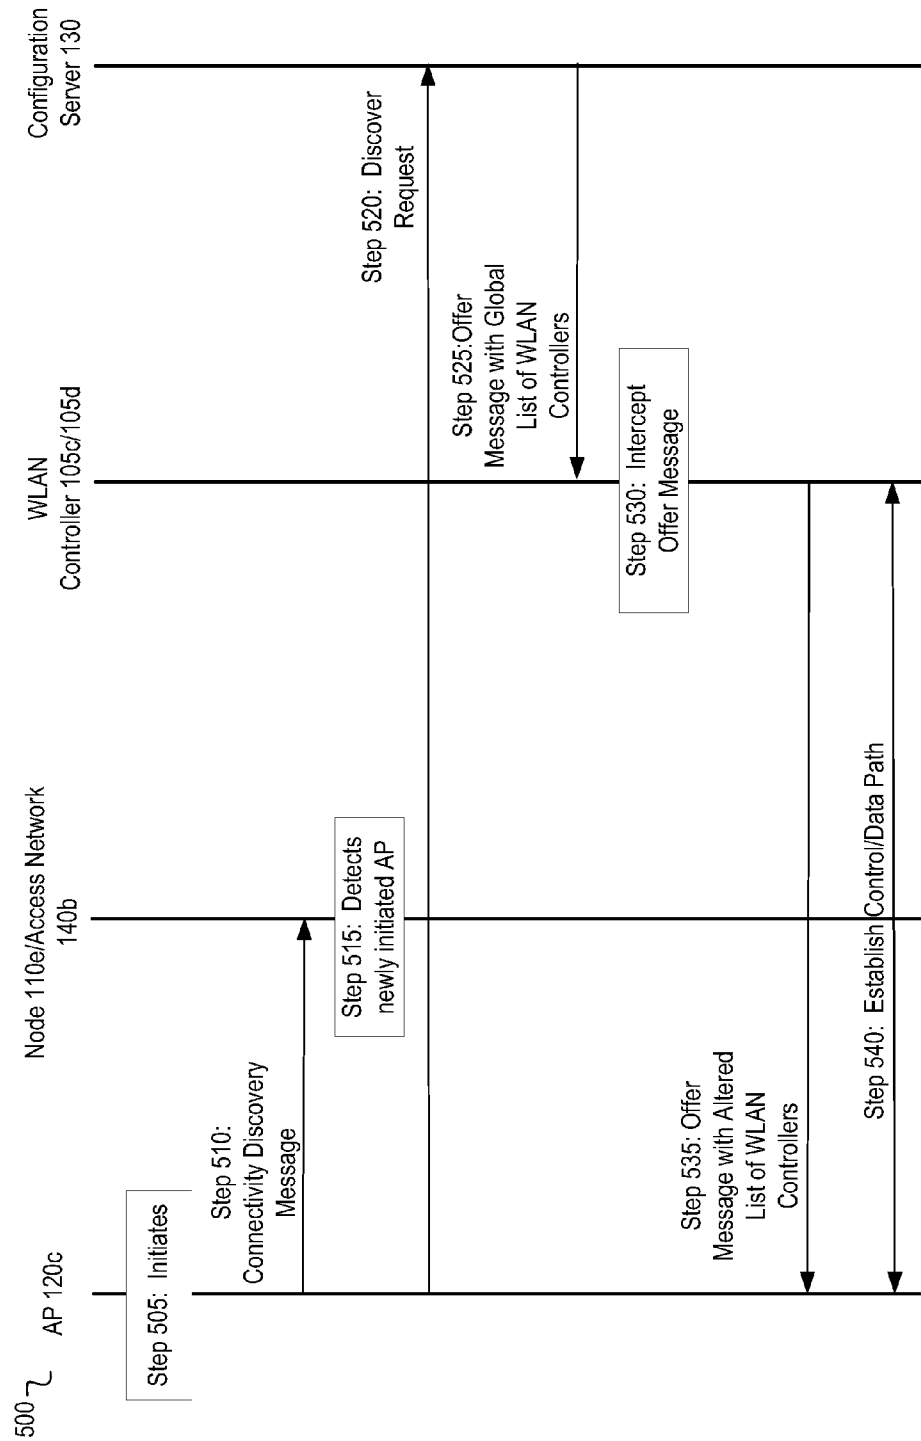 500
AP 120c
Node 110e/Access Network
140b
WLAN
Controller 105c/105d
Configuration
Server 130
Step 505: Initiates
Step 510:
Connectivity Discovery
Message
Step 515: Detects
newly initiated AP
Step 520: Discover
Request
Step 525:Offer
Message with Global
List of WLAN
Controllers
Step 530: Intercept
Offer Message
Step 535: Offer
Message with Altered
List of WLAN
Controllers
Step 540: Establish Control/Data Path